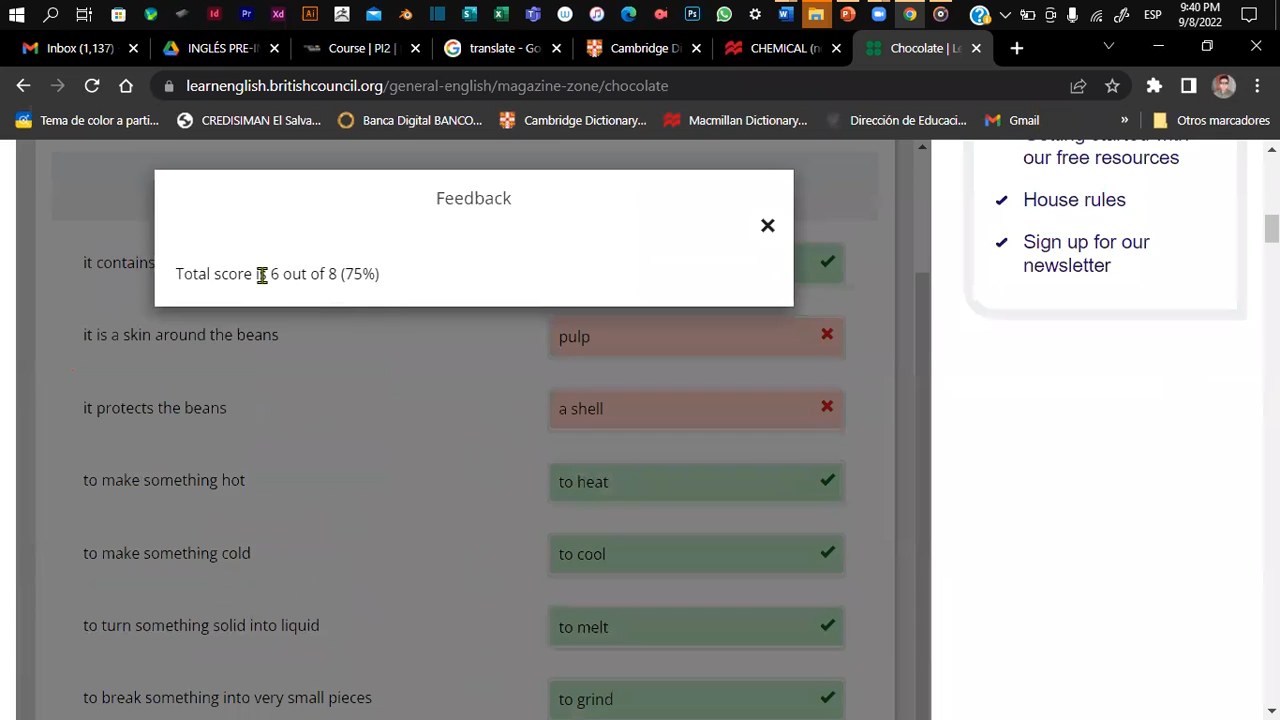 9:40 PM
ESP
9/8/2022
Inbox (1,137)
INGLÉS PRE-I
Course | PI2 |
translate - Go
Cambridge D
CHEMICAL (n
Chocolate | Le
learnenglish.britishcouncil.org/general-english/magazine-zone/chocolate
Tema de color a parti...
CREDISIMAN El Salva...
Banca Digital BANCO...
Cambridge Dictionary...
Macmillan Dictionary...
Dirección de Educaci...
Gmail
»
Otros marcadores
our free resources
House rules
Sign up for our
newsletter
Feedback
Total score is 6 out of 8 (75%)
it contains
it is a skin around the beans
pulp
it protects the beans
a shell
to make something hot
to heat
to make something cold
to cool
to turn something solid into liquid
to melt
to break something into very small pieces
to grind